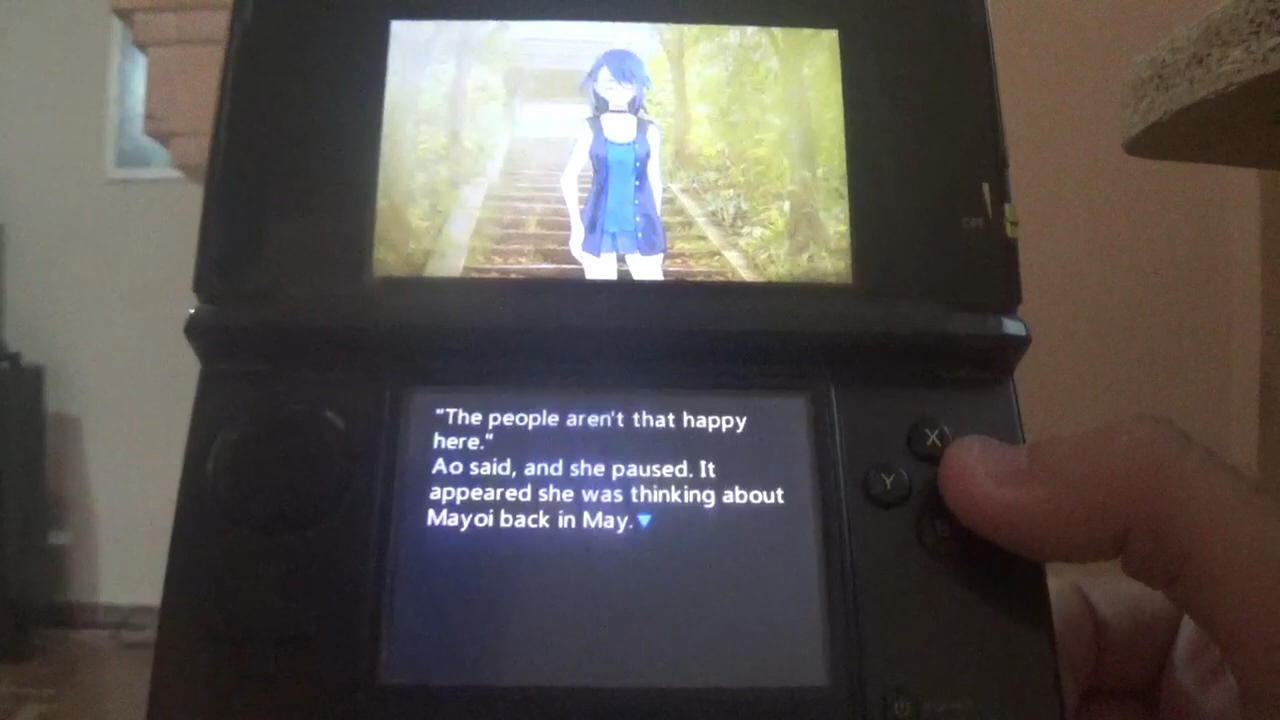 OFF
"The people aren't that happy
here."
Ao said, and she paused. It
appeared she was thinking about
Mayoi back in May.
X
Y